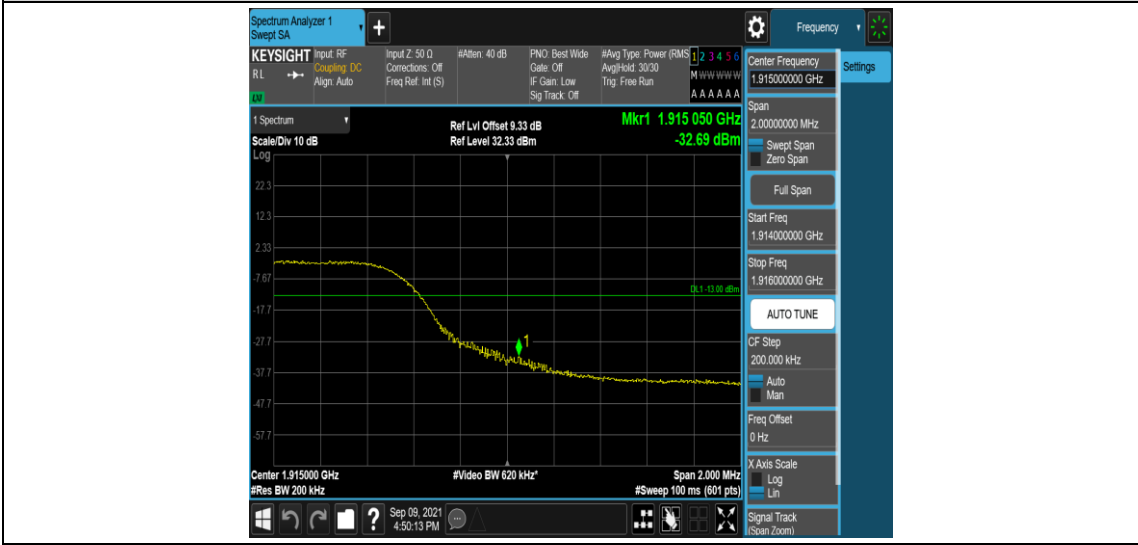 Spectrum Analyzer 1
Swept SA
+
Frequency
KEYSIGHT
RL
LM
Input: RF
Coupling: DC
Align: Auto
Input Z: 50 Ω
Corrections: Off
Freq Ref: Int (S)
#Atten: 40 dB
PNO: Best Wide
Gate: Off
IF Gain: Low
Sig Track: Off
#Avg Type: Power (RMS
Avg|Hold: 30/30
Trig: Free Run
1 2 3 4 5 6
M W W W W W
A A A A A A
1 Spectrum
Scale/Div 10 dB
Log
Ref Lvl Offset 9.33 dB
Ref Level 32.33 dBm
Mkr1 1.915 050 GHz
-32.69 dBm
22.3
12.3
2.33
-7.67
-17.7
-27.7
-37.7
-47.7
-57.7
DL1 -13.00 dBm
1
Center 1.915000 GHz
#Res BW 200 kHz
#Video BW 620 kHz*
Span 2.000 MHz
#Sweep 100 ms (601 pts)
Center Frequency
1.915000000 GHz
Settings
Span
2.00000000 MHz
Swept Span
Zero Span
Full Span
Start Freq
1.914000000 GHz
Stop Freq
1.916000000 GHz
AUTO TUNE
CF Step
200.000 kHz
Auto
Man
Freq Offset
0 Hz
X Axis Scale
Log
Lin
Signal Track
(Span Zoom)
?
Sep 09, 2021
4:50:13 PM